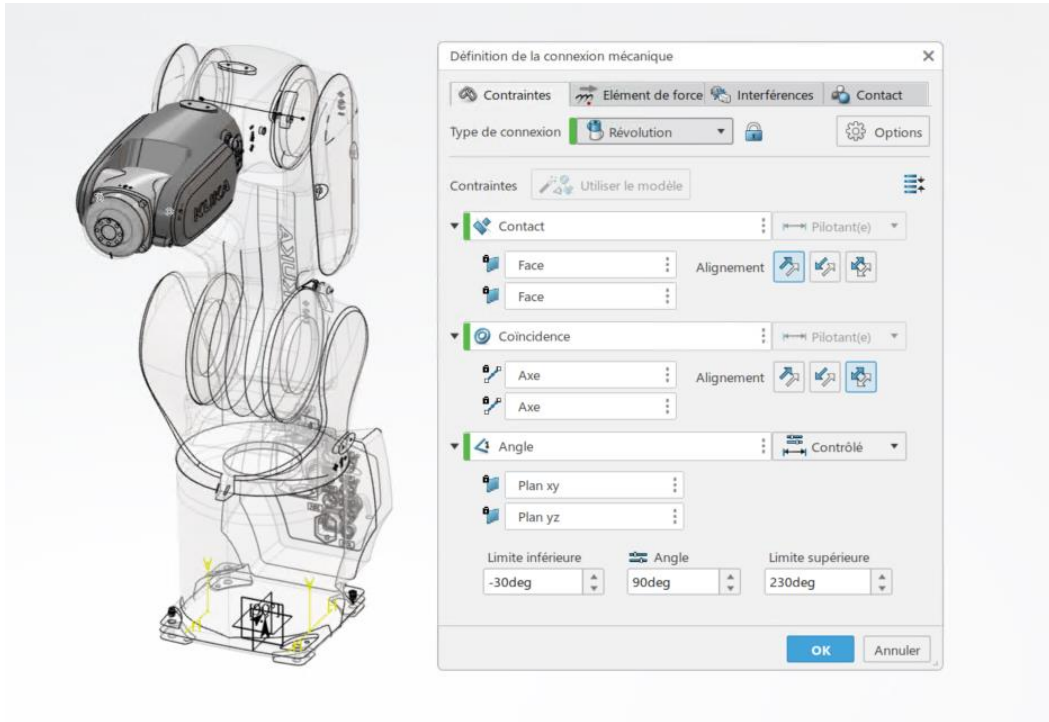 Définition de la connexion mécanique
Contraintes Elément de force Interférences Contact
Type de connexion Révolution Options
Contraintes Utiliser le modèle
Contact Pilotant(e)
Face Alignement
Face
Coïncidence Pilotant(e)
Axe Alignement
Axe
Angle Contrôlé
Plan xy
Plan yz
Limite inférieure Angle Limite supérieure
-30deg 90deg 230deg
OK Annuler
KUKA
KUKA